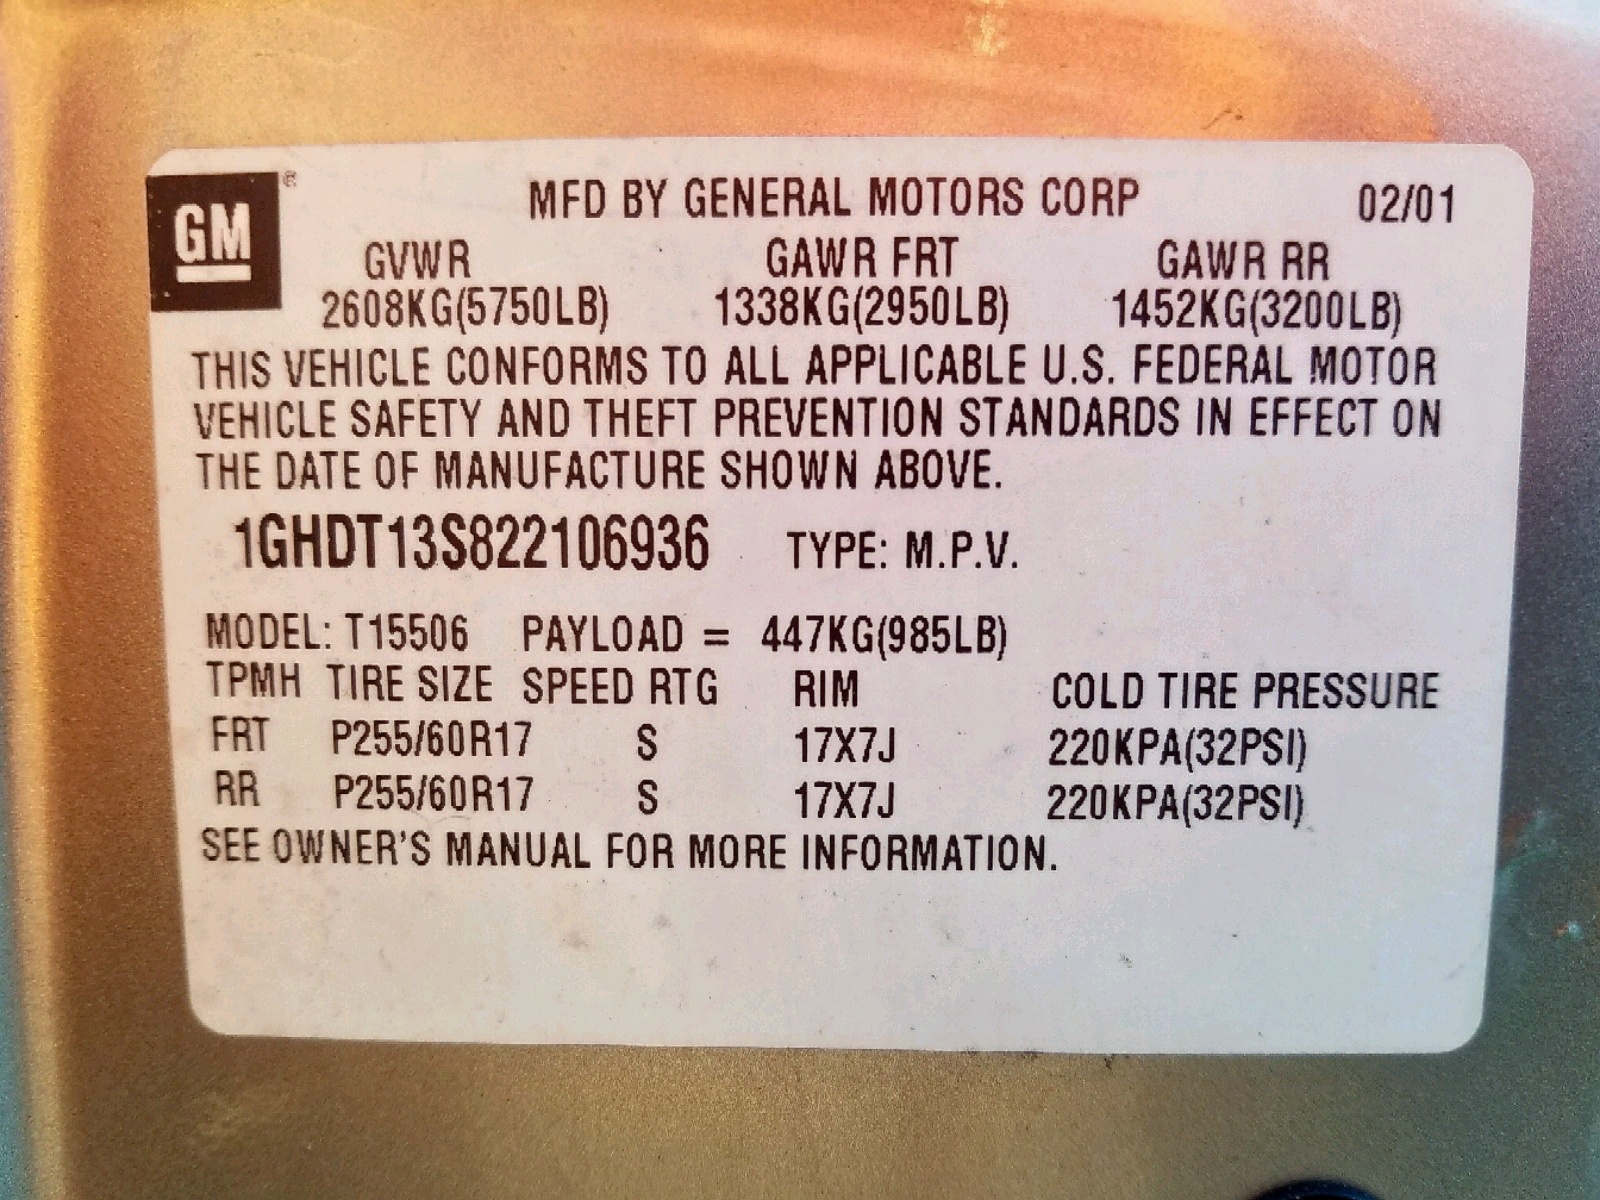 GM®
MFD BY GENERAL MOTORS CORP 02/01
GVWR GAWR FRT GAWR RR
2608KG(5750LB) 1338KG(2950LB) 1452KG(3200LB)
THIS VEHICLE CONFORMS TO ALL APPLICABLE U.S. FEDERAL MOTOR
VEHICLE SAFETY AND THEFT PREVENTION STANDARDS IN EFFECT ON
THE DATE OF MANUFACTURE SHOWN ABOVE.
1GHDT13S822106936 TYPE: M.P.V.
MODEL: T15506 PAYLOAD = 447KG(985LB)
TPMH TIRE SIZE SPEED RTG RIM COLD TIRE PRESSURE
FRT P255/60R17 S 17X7J 220KPA(32PSI)
RR P255/60R17 S 17X7J 220KPA(32PSI)
SEE OWNER'S MANUAL FOR MORE INFORMATION.